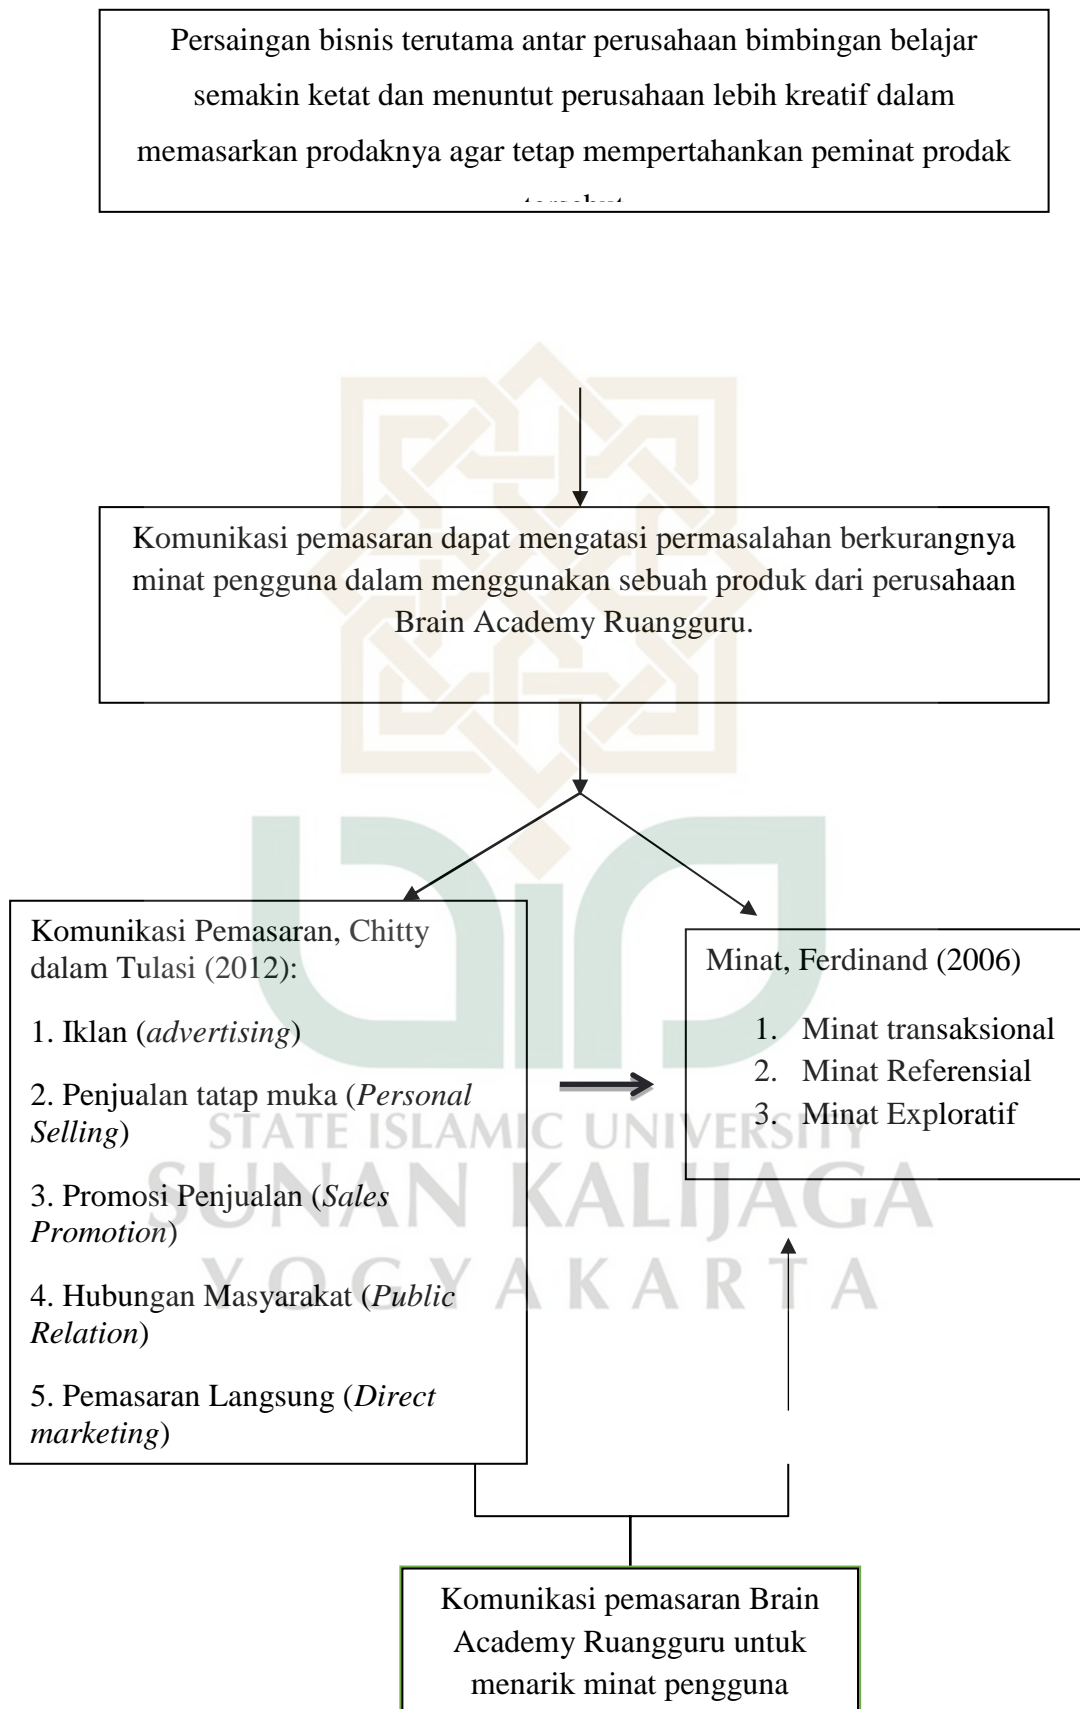 Persaingan bisnis terutama antar perusahaan bimbingan belajar
semakin ketat dan menuntut perusahaan lebih kreatif dalam
memasarkan prodaknya agar tetap mempertahankan peminat prodak
Komunikasi pemasaran dapat mengatasi permasalahan berkurangnya
minat pengguna dalam menggunakan sebuah produk dari perusahaan
Brain Academy Ruangguru.
Komunikasi Pemasaran, Chitty
dalam Tulasi (2012):
1. Iklan (advertising)
2. Penjualan tatap muka (Personal
Selling)
3. Promosi Penjualan (Sales
Promotion)
4. Hubungan Masyarakat (Public
Relation)
5. Pemasaran Langsung (Direct
marketing)
Minat, Ferdinand (2006)
1. Minat transaksional
2. Minat Referensial
3. Minat Exploratif
STATE ISLAMIC UNIVERSITY
SUNAN KALIJAGA
YOGYAKARTA
Komunikasi pemasaran Brain
Academy Ruangguru untuk
menarik minat pengguna